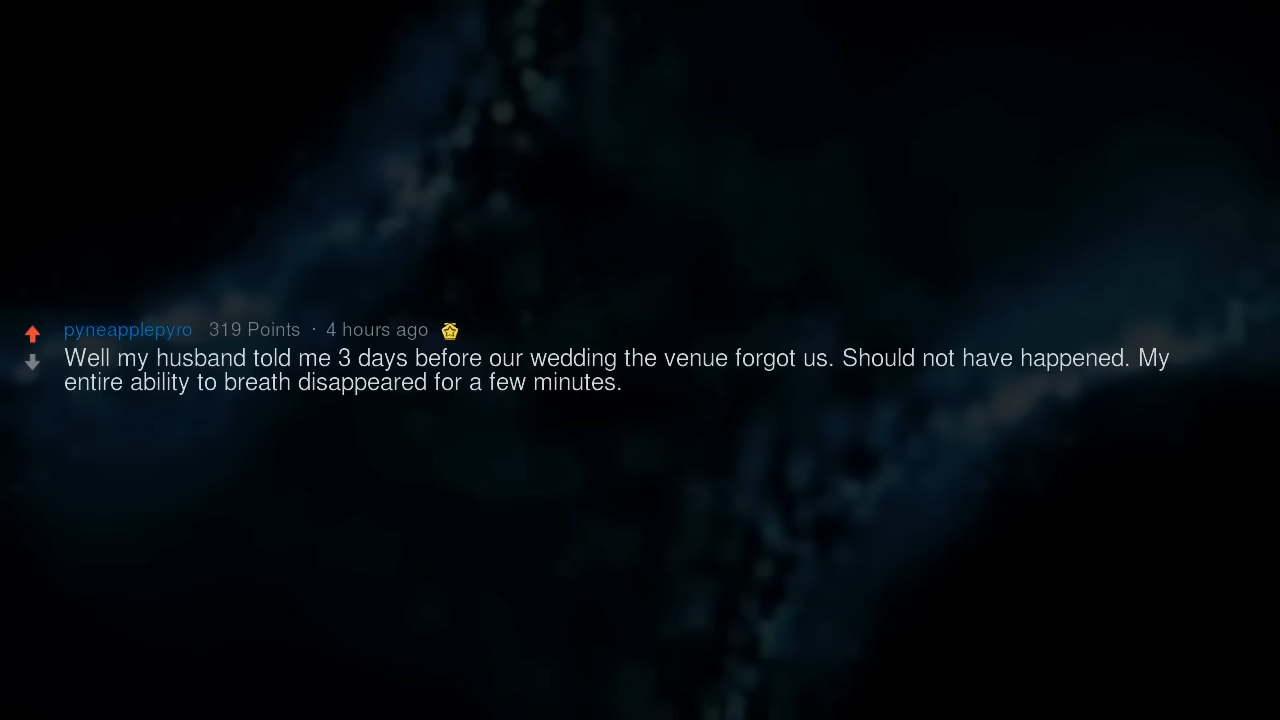 pyneapplepyro 319 Points · 4 hours ago
Well my husband told me 3 days before our wedding the venue forgot us. Should not have happened. My
entire ability to breath disappeared for a few minutes.